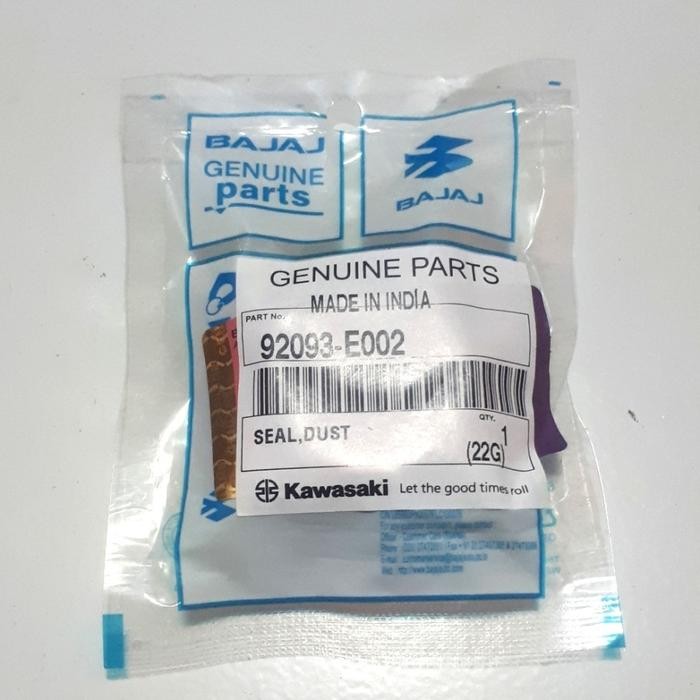 BAJAJ
GENUINE
parts
BAJAJ
GENUINE PARTS
MADE IN INDIA
PART No.
92093-E002
QTY.
SEAL,DUST
1
(22G)
Kawasaki Let the good times roll